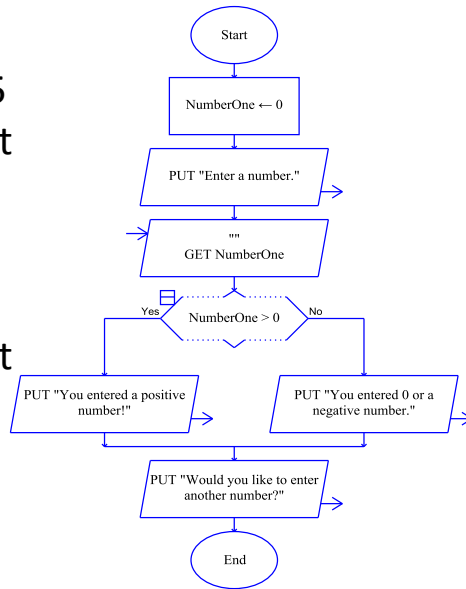 Start
5
NumberOne ← 0
t
PUT "Enter a number."
""
GET NumberOne
Yes
No
NumberOne > 0
t
PUT "You entered a positive
number!"
PUT "You entered 0 or a
negative number."
PUT "Would you like to enter
another number?"
End